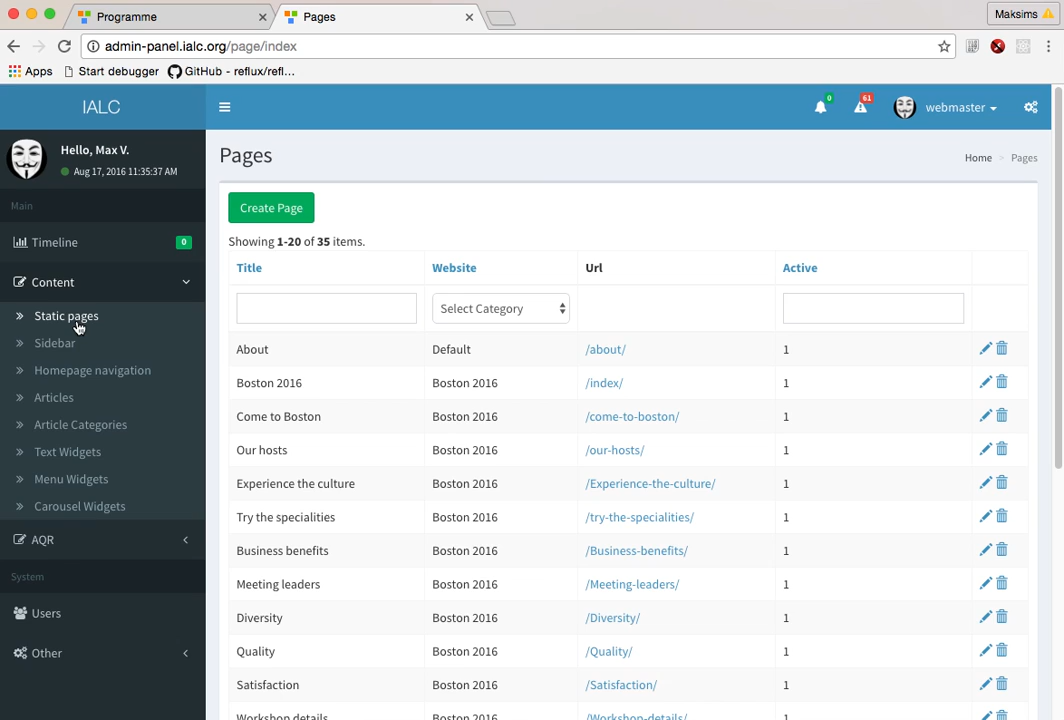 Programme
Pages
Maksims
admin-panel.ialc.org/page/index
Apps
Start debugger
GitHub - reflux/refl...
IALC
0
61
webmaster
Hello, Max V.
Aug 17, 2016 11:35:37 AM
Pages
Home > Pages
Main
Timeline
0
Content
Static pages
Sidebar
Homepage navigation
Articles
Article Categories
Text Widgets
Menu Widgets
Carousel Widgets
AQR
System
Users
Other
Create Page
Showing 1-20 of 35 items.
Title Website Url Active
Select Category
About Default /about/ 1
Boston 2016 Boston 2016 /index/ 1
Come to Boston Boston 2016 /come-to-boston/ 1
Our hosts Boston 2016 /our-hosts/ 1
Experience the culture Boston 2016 /Experience-the-culture/ 1
Try the specialities Boston 2016 /try-the-specialities/ 1
Business benefits Boston 2016 /Business-benefits/ 1
Meeting leaders Boston 2016 /Meeting-leaders/ 1
Diversity Boston 2016 /Diversity/ 1
Quality Boston 2016 /Quality/ 1
Satisfaction Boston 2016 /Satisfaction/ 1
Workshop details Boston 2016 /Workshop-details/ 1